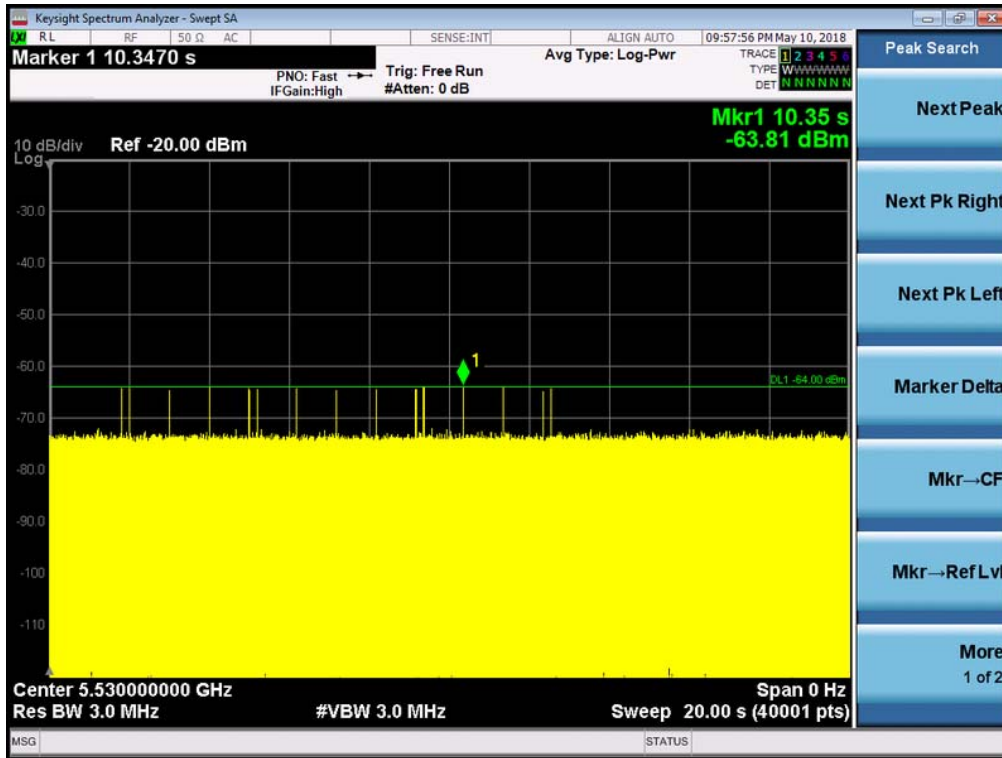 Keysight Spectrum Analyzer - Swept SA
LXI RL RF 50 Ω AC SENSE:INT ALIGN AUTO 09:57:56 PM May 10, 2018
Marker 1 10.3470 s
PNO: Fast
IFGain:High
Trig: Free Run
#Atten: 0 dB
Avg Type: Log-Pwr
TRACE 1 2 3 4 5 6
TYPE WWWWWW
DET N N N N N N
Peak Search
Mkr1 10.35 s
-63.81 dBm
10 dB/div Ref -20.00 dBm
Log
-30.0
-40.0
-50.0
-60.0
-70.0
-80.0
-90.0
-100
-110
1
DL1 -64.00 dBm
Center 5.530000000 GHz Span 0 Hz
Res BW 3.0 MHz #VBW 3.0 MHz Sweep 20.00 s (40001 pts)
MSG STATUS
Next Peak
Next Pk Right
Next Pk Left
Marker Delta
Mkr→CF
Mkr→Ref Lvl
More
1 of 2